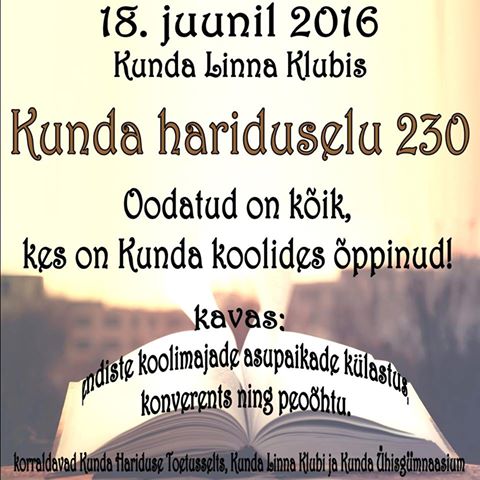 18. juunil 2016
Kunda Linna Klubis
Kunda hariduselu 230
Oodatud on kõik,
kes on Kunda koolides õppinud!
kavas:
endiste koolimajade asupaikade külastus,
konverents ning peoõhtu.
korraldavad Kunda Hariduse Toetusselts, Kunda Linna Klubi ja Kunda Ühisgümnaasium